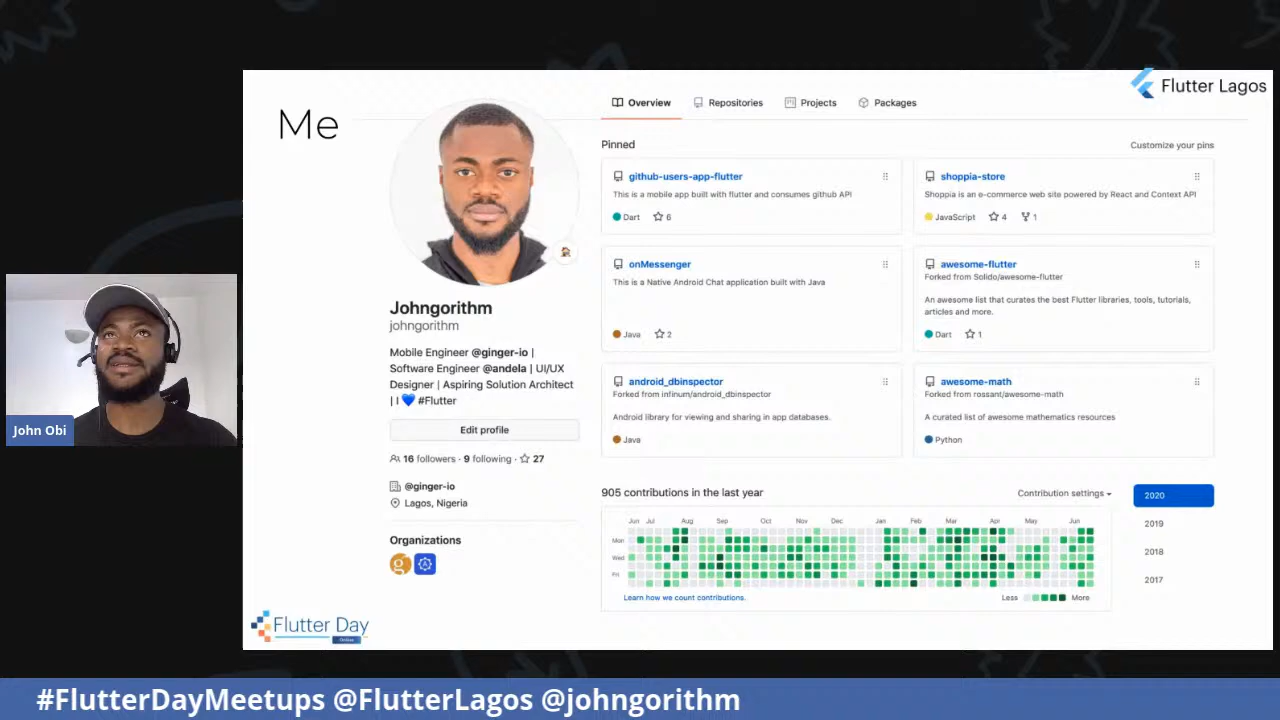 Flutter Lagos
Me
Overview
Repositories
Projects
Packages
Pinned
Customize your pins
github-users-app-flutter
This is a mobile app built with flutter and consumes github API
Dart 6
shoppia-store
Shoppia is an e-commerce web site powered by React and Context API
JavaScript 4 1
onMessenger
This is a Native Android Chat application built with Java
Java 2
awesome-flutter
Forked from Solido/awesome-flutter
An awesome list that curates the best Flutter libraries, tools, tutorials,
articles and more.
Dart 1
android_dbinspector
Forked from infinum/android_dbinspector
Android library for viewing and sharing in app databases.
Java
awesome-math
Forked from rossant/awesome-math
A curated list of awesome mathematics resources
Python
Johngorithm
johngorithm
Mobile Engineer @ginger-io |
Software Engineer @andela | UI/UX
Designer | Aspiring Solution Architect
| I 💙 #Flutter
Edit profile
16 followers · 9 following · 27
@ginger-io
Lagos, Nigeria
Organizations
905 contributions in the last year
Contribution settings
2020
2019
2018
2017
Jun Jul Aug Sep Oct Nov Dec Jan Feb Mar Apr May Jun
Mon
Wed
Fri
Learn how we count contributions.
Less More
John Obi
Flutter Day
Online
#FlutterDayMeetups @FlutterLagos @johngorithm